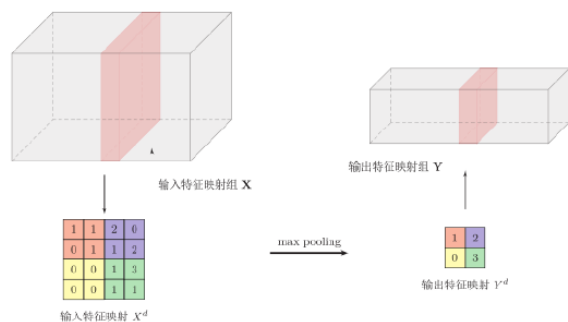 输入特征映射组 X
输出特征映射组 Y
1 1 2 0
0 1 1 2
0 0 1 3
0 0 1 1
max pooling
1 2
0 3
输入特征映射 X^d
输出特征映射 Y^d